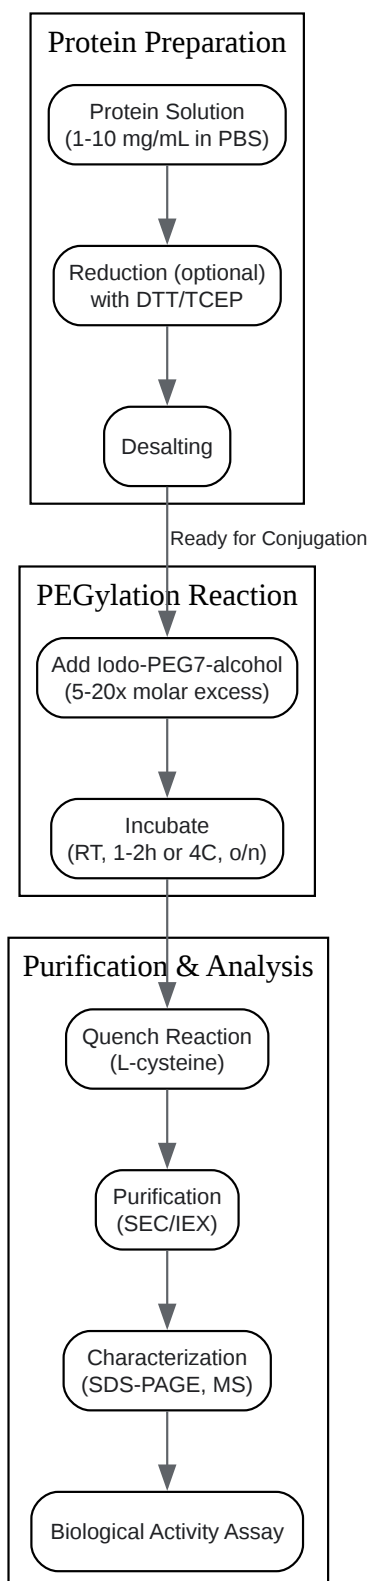 Protein Preparation
Protein Solution
(1-10 mg/mL in PBS)
Reduction (optional)
with DTT/TCEP
Desalting
Ready for Conjugation
PEGylation Reaction
Add Iodo-PEG7-alcohol
(5-20x molar excess)
Incubate
(RT, 1-2h or 4C, o/n)
Purification & Analysis
Quench Reaction
(L-cysteine)
Purification
(SEC/IEX)
Characterization
(SDS-PAGE, MS)
Biological Activity Assay